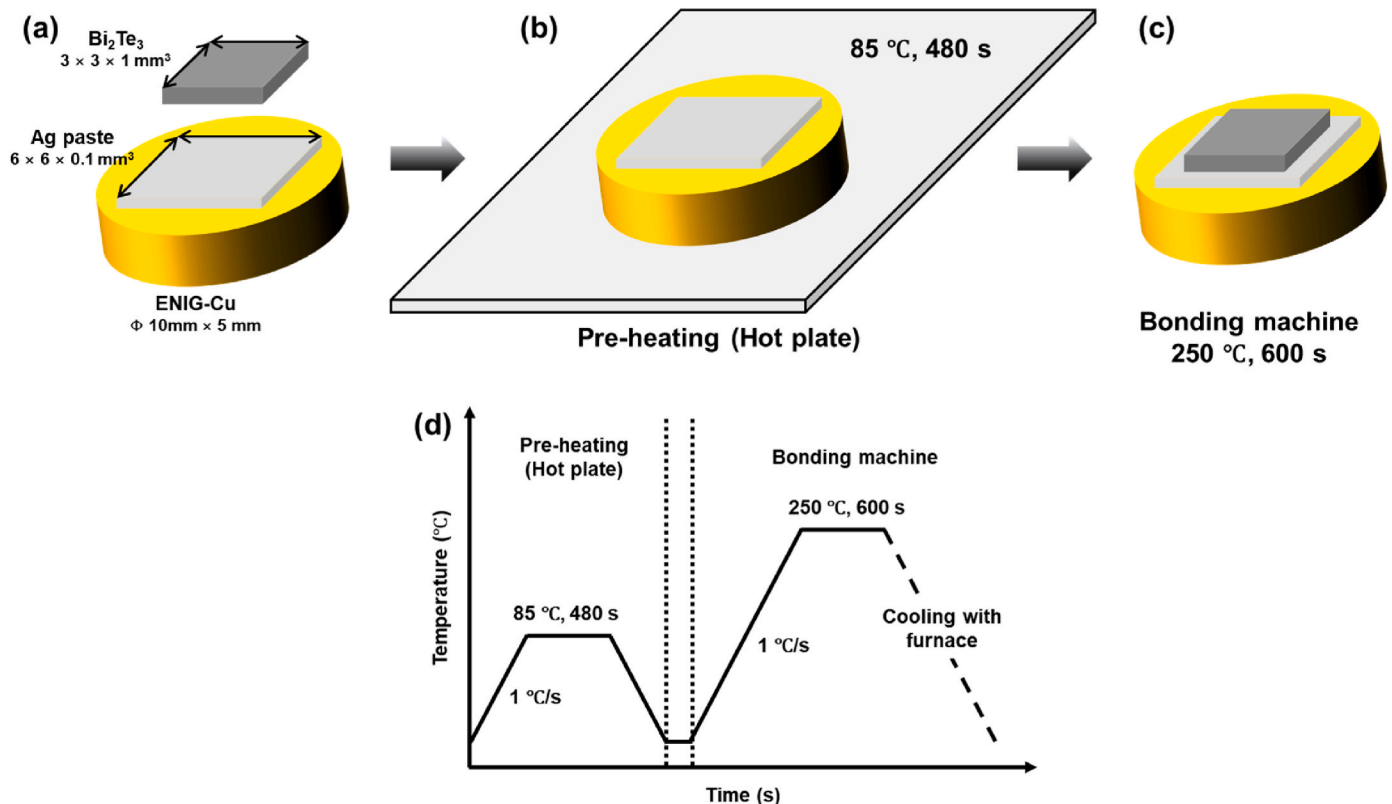 (a)
Bi₂Te₃
3 × 3 × 1 mm³
Ag paste
6 × 6 × 0.1 mm³
ENIG-Cu
Φ 10mm × 5 mm
(b)
85 ℃, 480 s
Pre-heating (Hot plate)
(c)
Bonding machine
250 ℃, 600 s
(d)
Pre-heating
(Hot plate)
Bonding machine
250 ℃, 600 s
85 ℃, 480 s
1 ℃/s
1 ℃/s
Cooling with
furnace
Temperature (℃)
Time (s)